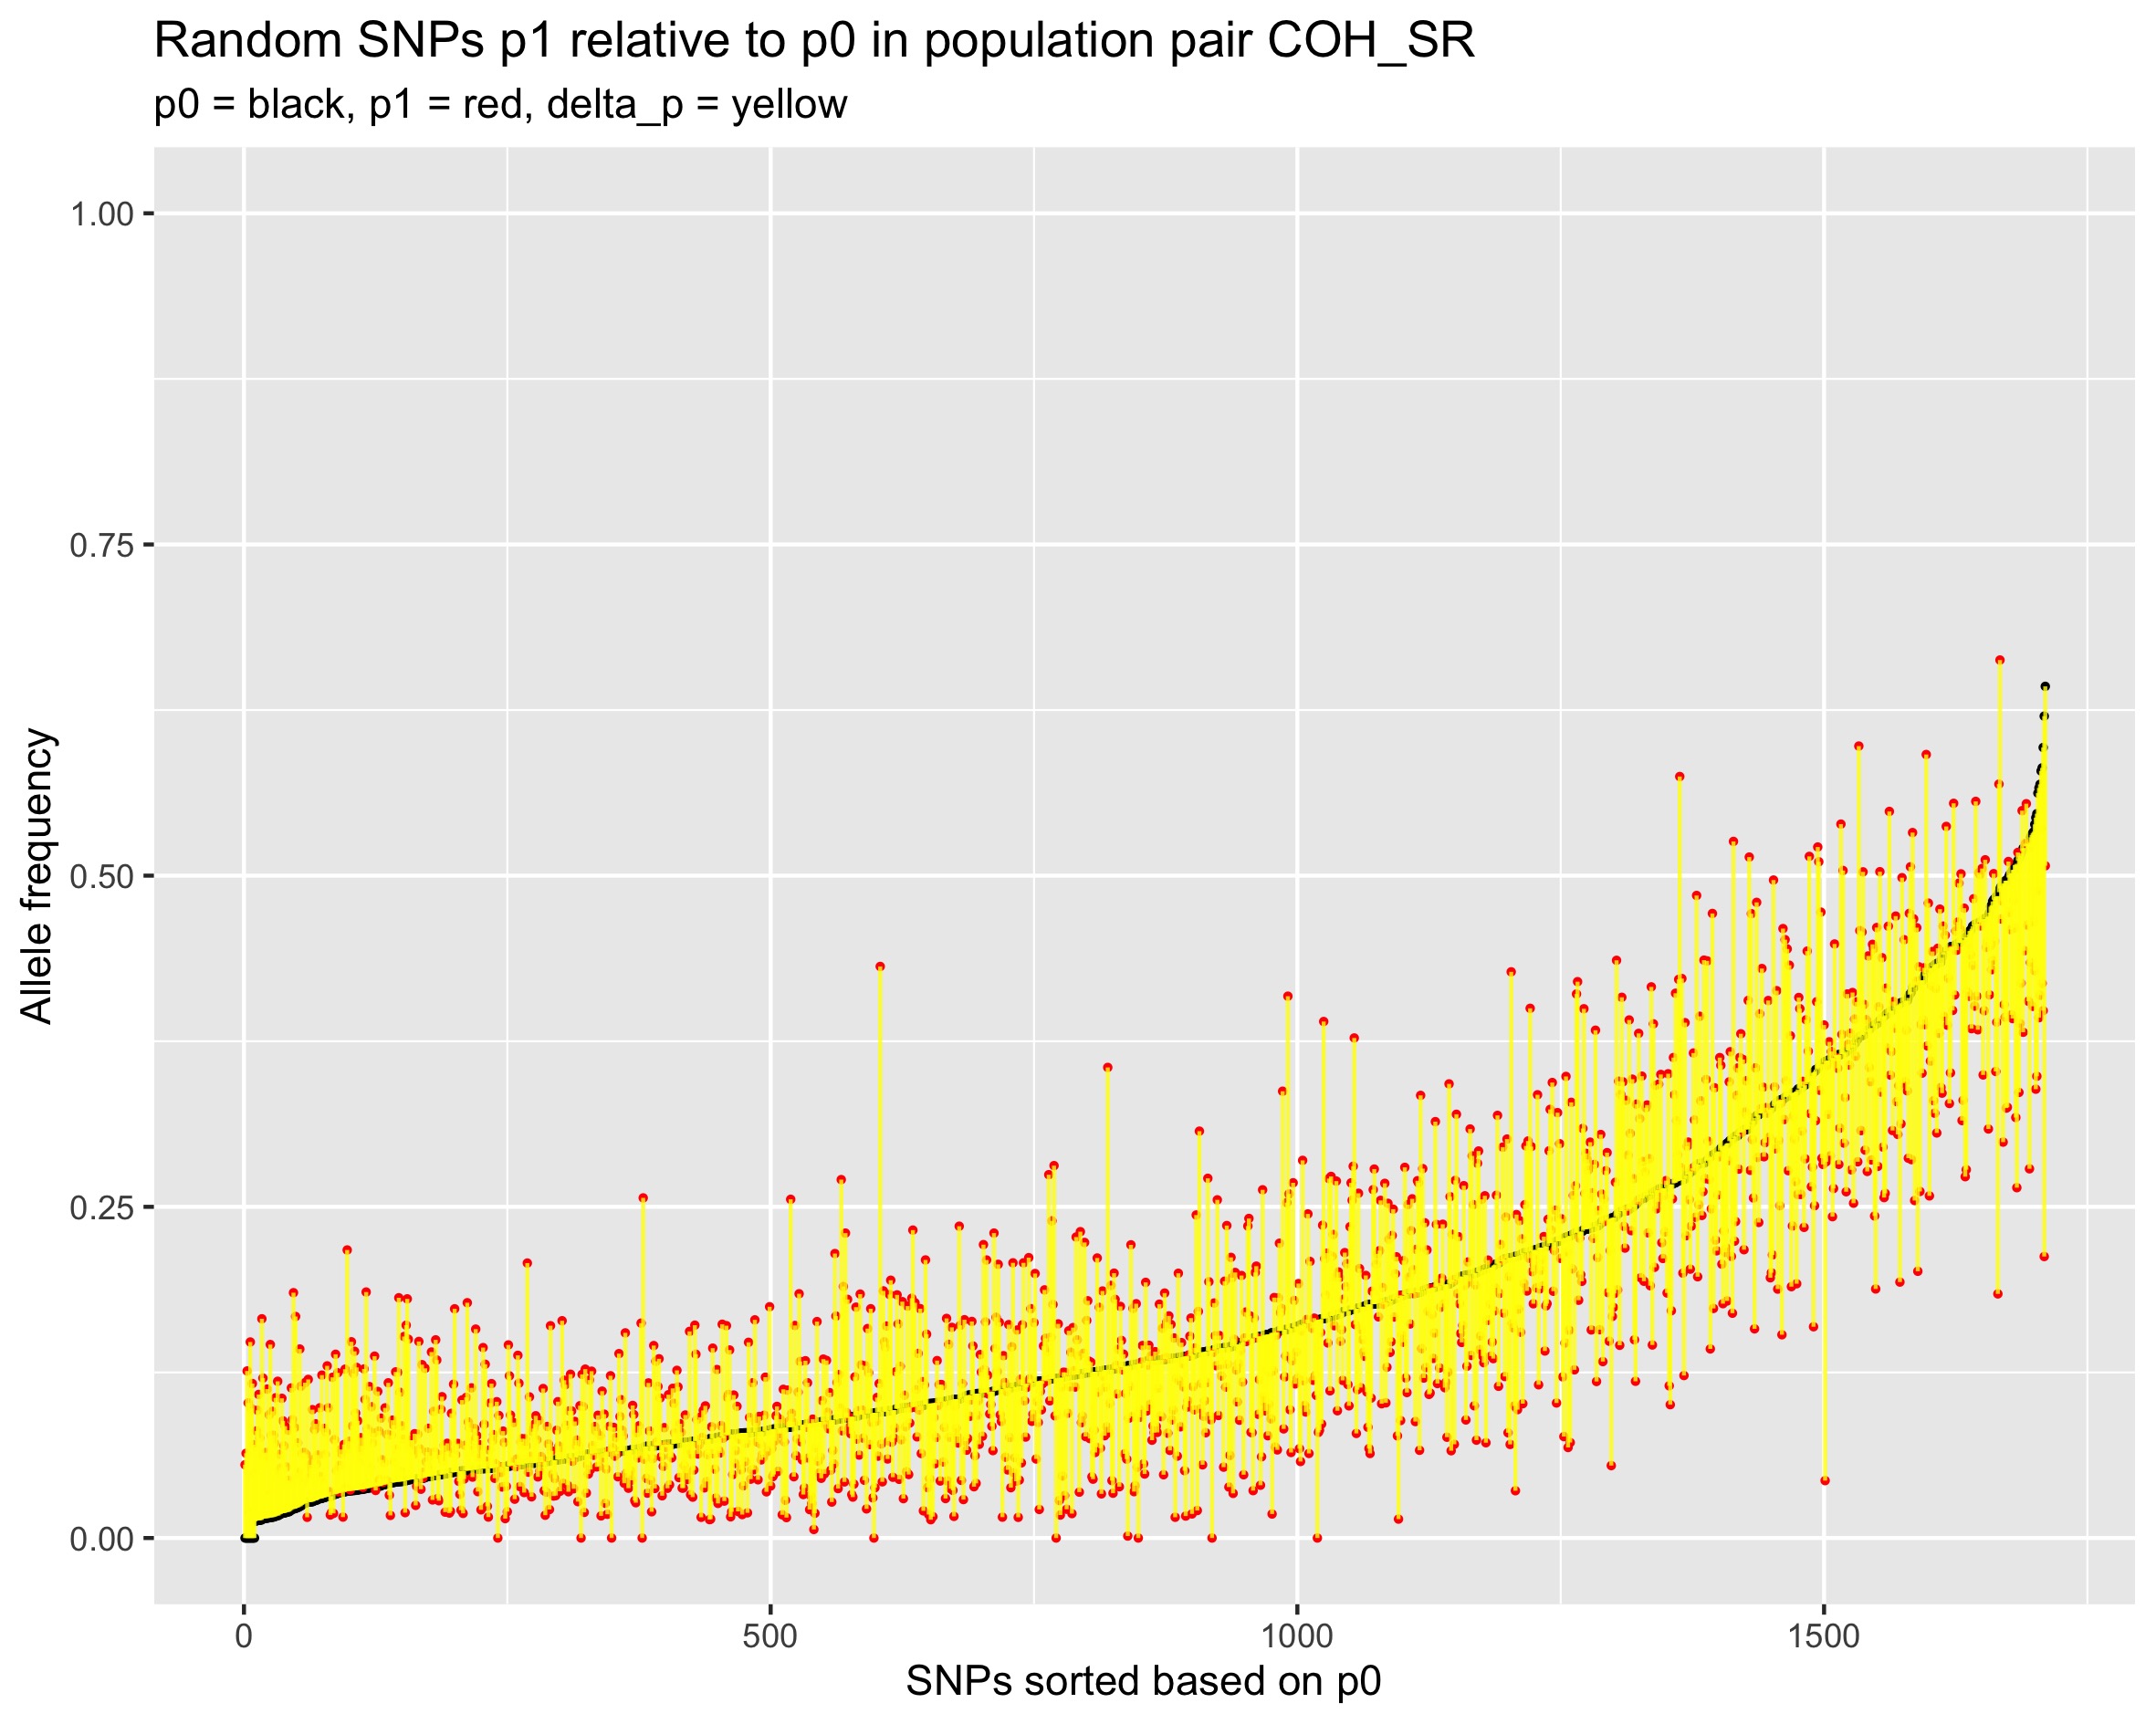 Random SNPs p1 relative to p0 in population pair COH_SR
p0 = black, p1 = red, delta_p = yellow
1.00
0.75
0.50
0.25
0.00
Allele frequency
0 500 1000 1500
SNPs sorted based on p0